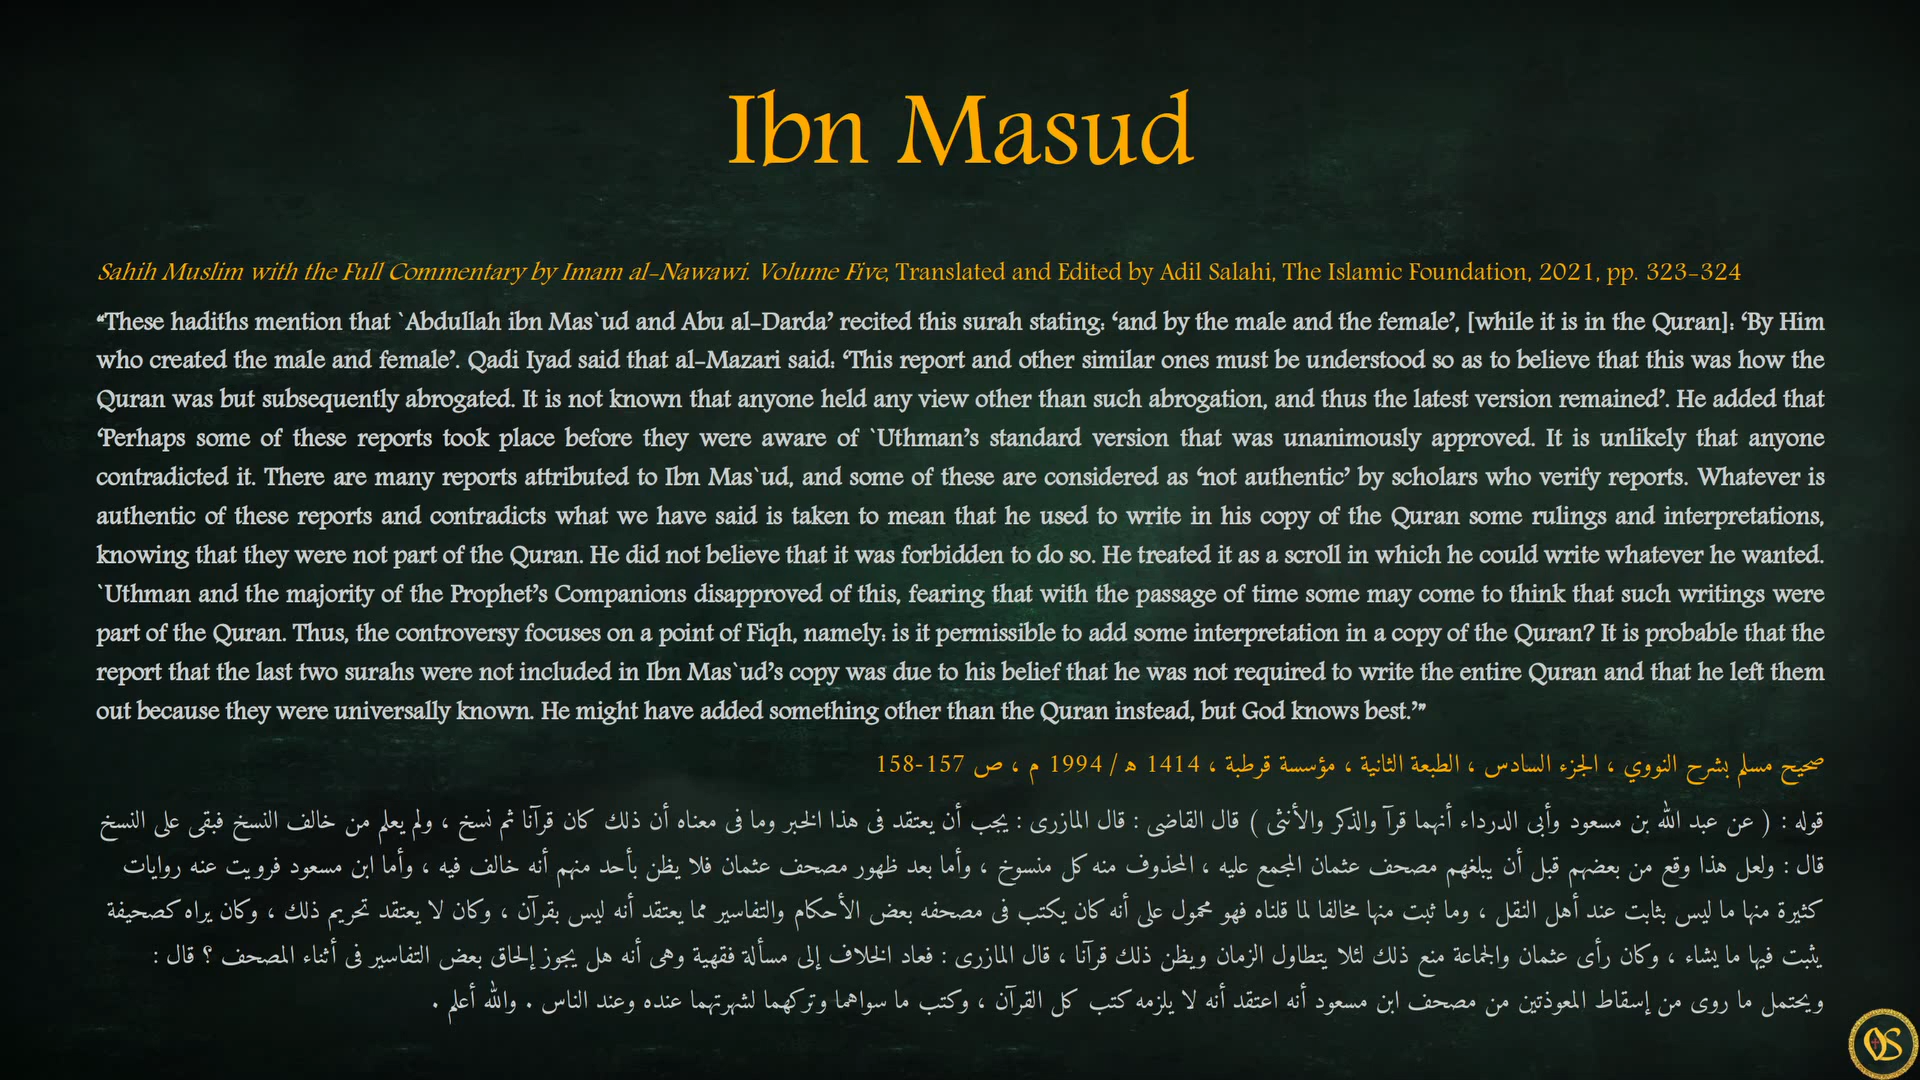 Ibn Masud
Sahih Muslim with the Full Commentary by Imam al-Nawawi. Volume Five, Translated and Edited by Adil Salahi, The Islamic Foundation, 2021, pp. 323-324
“These hadiths mention that `Abdullah ibn Mas`ud and Abu al-Darda’ recited this surah stating: ‘and by the male and the female’, [while it is in the Quran]: ‘By Him
who created the male and female’. Qadi Iyad said that al-Mazari said: ‘This report and other similar ones must be understood so as to believe that this was how the
Quran was but subsequently abrogated. It is not known that anyone held any view other than such abrogation, and thus the latest version remained’. He added that
‘Perhaps some of these reports took place before they were aware of `Uthman’s standard version that was unanimously approved. It is unlikely that anyone
contradicted it. There are many reports attributed to Ibn Mas`ud, and some of these are considered as ‘not authentic’ by scholars who verify reports. Whatever is
authentic of these reports and contradicts what we have said is taken to mean that he used to write in his copy of the Quran some rulings and interpretations,
knowing that they were not part of the Quran. He did not believe that it was forbidden to do so. He treated it as a scroll in which he could write whatever he wanted.
`Uthman and the majority of the Prophet’s Companions disapproved of this, fearing that with the passage of time some may come to think that such writings were
part of the Quran. Thus, the controversy focuses on a point of Fiqh, namely: is it permissible to add some interpretation in a copy of the Quran? It is probable that the
report that the last two surahs were not included in Ibn Mas`ud’s copy was due to his belief that he was not required to write the entire Quran and that he left them
out because they were universally known. He might have added something other than the Quran instead, but God knows best.’”
صحيح مسلم بشرح النووي ، الجزء السادس ، الطبعة الثانية ، مؤسسة قرطبة ، 1414 ه / 1994 م ، ص 157-158
قوله : ( عن عبد الله بن مسعود وأبى الدرداء أنهما قرآ والذكر والأنثى ) قال القاضى : قال المازرى : يجب أن يعتقد فى هذا الخبر وما فى معناه أن ذلك كان قرآنا ثم نسخ ، ولم يعلم من خالف النسخ فبقى على النسخ
قال : ولعل هذا وقع من بعضهم قبل أن يبلغهم مصحف عثمان المجمع عليه ، المحذوف منه كل منسوخ ، وأما بعد ظهور مصحف عثمان فلا يظن بأحد منهم أنه خالف فيه ، وأما ابن مسعود فرويت عنه روايات
كثيرة منها ما ليس بثابت عند أهل النقل ، وما ثبت منها مخالفا لما قلناه فهو محمول على أنه كان يكتب فى مصحفه بعض الأحكام والتفاسير مما يعتقد أنه ليس بقرآن ، وكان لا يعتقد تحريم ذلك ، وكان يراه كصحيفة
يثبت فيها ما يشاء ، وكان رأى عثمان والجماعة منع ذلك لئلا يتطاول الزمان ويظن ذلك قرآنا ، قال المازرى : فعاد الخلاف إلى مسألة فقهية وهى أنه هل يجوز إلحاق بعض التفاسير فى أثناء المصحف ؟ قال :
ويحتمل ما روى من إسقاط المعوذتين من مصحف ابن مسعود أنه اعتقد أنه لا يلزمه كتب كل القرآن ، وكتب ما سواهما وتركهما لشهرتهما عنده وعند الناس . والله أعلم .